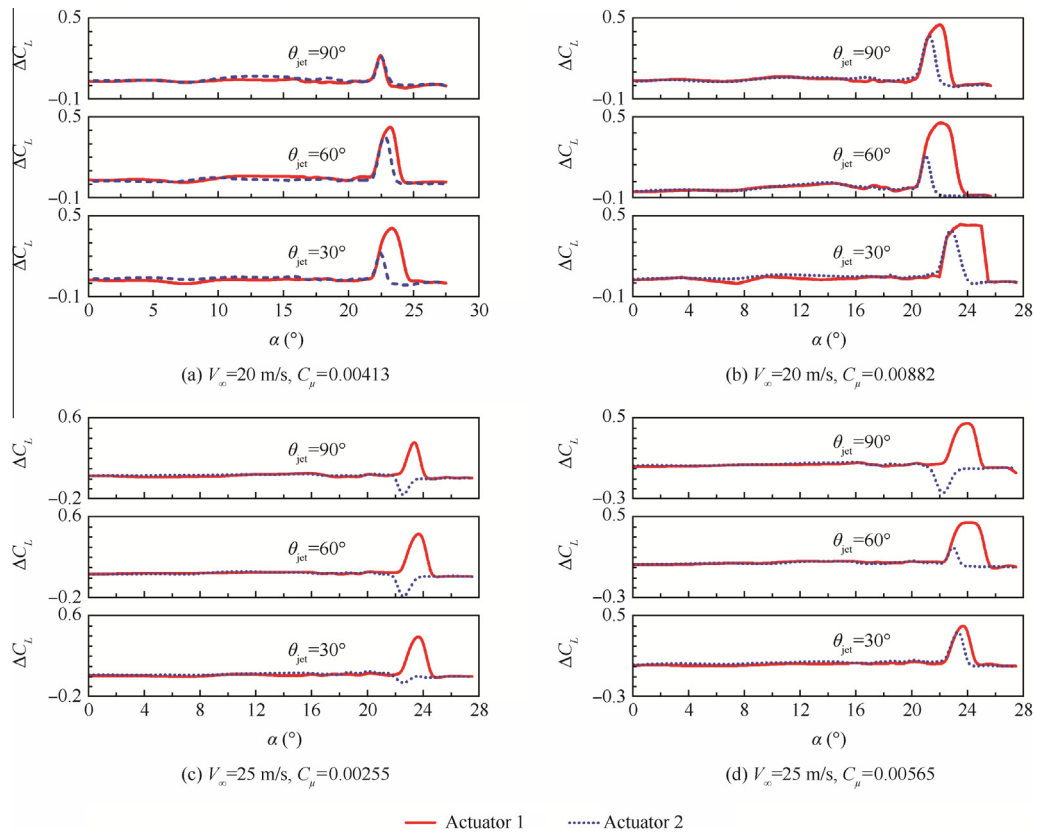 ΔC_L
0.5
−0.1
θ_jet=90°
ΔC_L
0.5
−0.1
θ_jet=60°
ΔC_L
0.5
−0.1
θ_jet=30°
0 5 10 15 20 25 30
α (°)
(a) V_∞=20 m/s, C_μ=0.00413
ΔC_L
0.5
−0.1
θ_jet=90°
ΔC_L
0.5
−0.1
θ_jet=60°
ΔC_L
0.5
−0.1
θ_jet=30°
0 4 8 12 16 20 24 28
α (°)
(b) V_∞=20 m/s, C_μ=0.00882
ΔC_L
0.6
−0.2
θ_jet=90°
ΔC_L
0.6
−0.2
θ_jet=60°
ΔC_L
0.6
−0.2
θ_jet=30°
0 4 8 12 16 20 24 28
α (°)
(c) V_∞=25 m/s, C_μ=0.00255
ΔC_L
0.5
−0.3
θ_jet=90°
ΔC_L
0.5
−0.3
θ_jet=60°
ΔC_L
0.5
−0.3
θ_jet=30°
0 4 8 12 16 20 24 28
α (°)
(d) V_∞=25 m/s, C_μ=0.00565
Actuator 1 Actuator 2